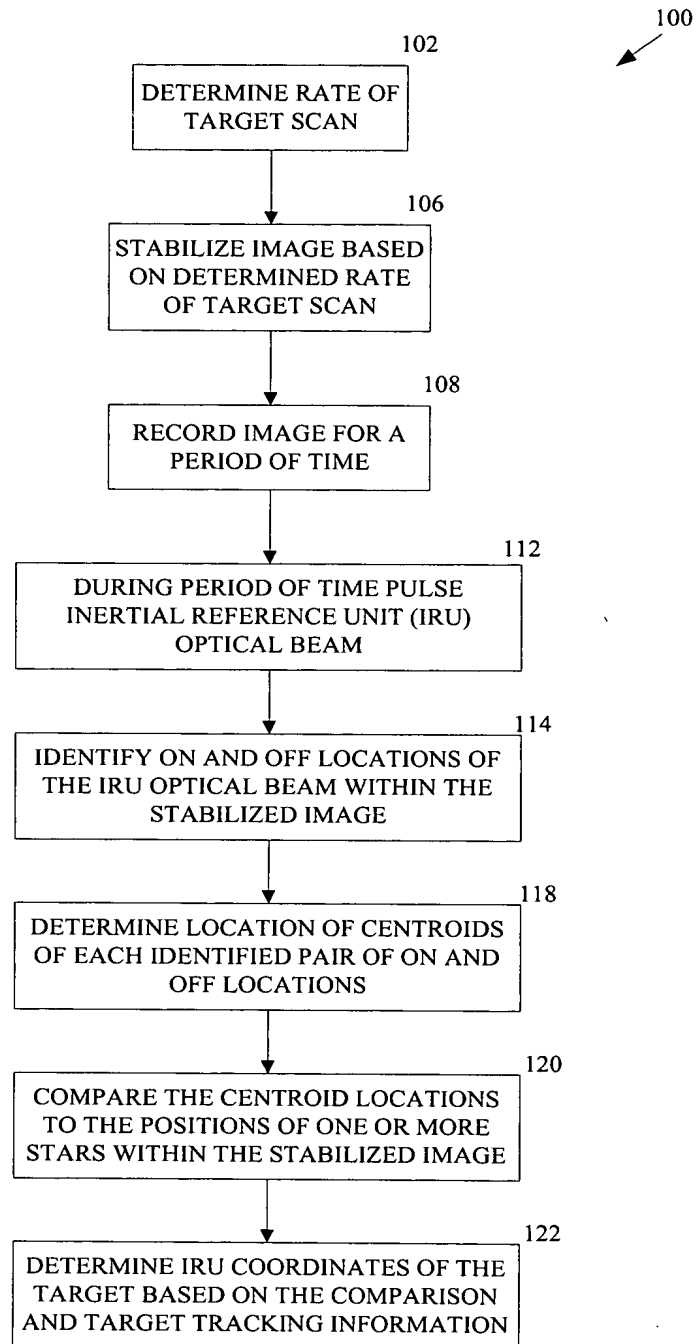 100
102
DETERMINE RATE OF
TARGET SCAN
106
STABILIZE IMAGE BASED
ON DETERMINED RATE
OF TARGET SCAN
108
RECORD IMAGE FOR A
PERIOD OF TIME
112
DURING PERIOD OF TIME PULSE
INERTIAL REFERENCE UNIT (IRU)
OPTICAL BEAM
114
IDENTIFY ON AND OFF LOCATIONS OF
THE IRU OPTICAL BEAM WITHIN THE
STABILIZED IMAGE
118
DETERMINE LOCATION OF CENTROIDS
OF EACH IDENTIFIED PAIR OF ON AND
OFF LOCATIONS
120
COMPARE THE CENTROID LOCATIONS
TO THE POSITIONS OF ONE OR MORE
STARS WITHIN THE STABILIZED IMAGE
122
DETERMINE IRU COORDINATES OF THE
TARGET BASED ON THE COMPARISON
AND TARGET TRACKING INFORMATION